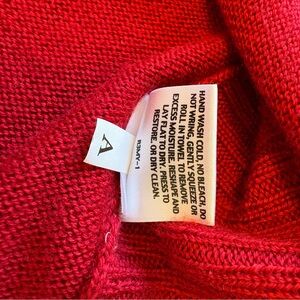 HAND WASH COLD, NO BLEACH. DO
NOT WRING, GENTLY SQUEEZE OR
ROLL IN TOWEL TO REMOVE
EXCESS MOISTURE. RESHAPE AND
LAY FLAT TO DRY. PRESS TO
RESTORE, OR DRY CLEAN.
A